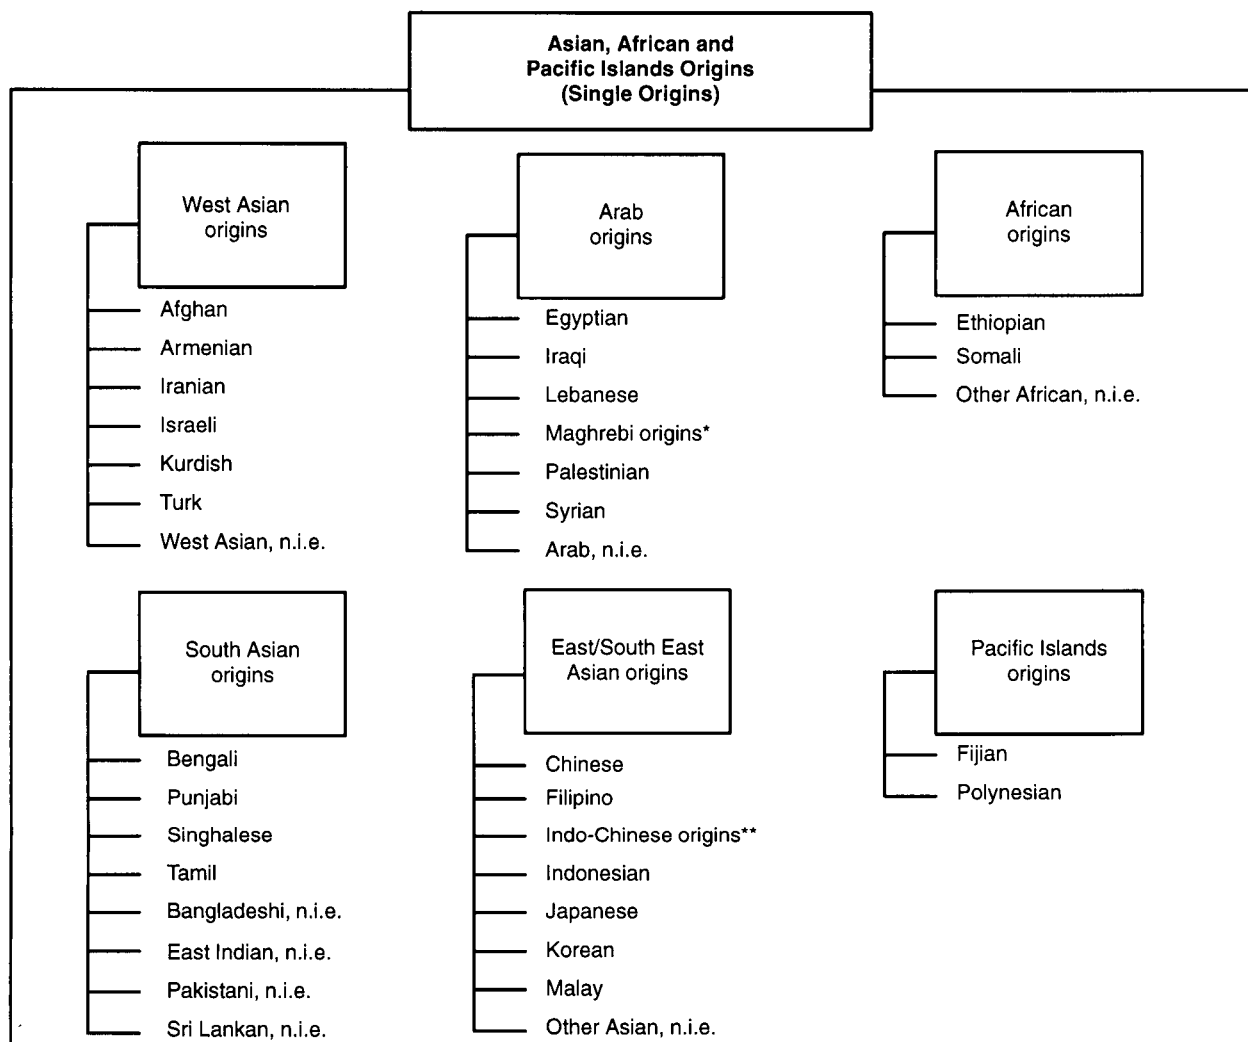 Asian, African and
Pacific Islands Origins
(Single Origins)
West Asian
origins
Afghan
Armenian
Iranian
Israeli
Kurdish
Turk
West Asian, n.i.e.
Arab
origins
Egyptian
Iraqi
Lebanese
Maghrebi origins*
Palestinian
Syrian
Arab, n.i.e.
African
origins
Ethiopian
Somali
Other African, n.i.e.
South Asian
origins
Bengali
Punjabi
Singhalese
Tamil
Bangladeshi, n.i.e.
East Indian, n.i.e.
Pakistani, n.i.e.
Sri Lankan, n.i.e.
East/South East
Asian origins
Chinese
Filipino
Indo-Chinese origins**
Indonesian
Japanese
Korean
Malay
Other Asian, n.i.e.
Pacific Islands
origins
Fijian
Polynesian